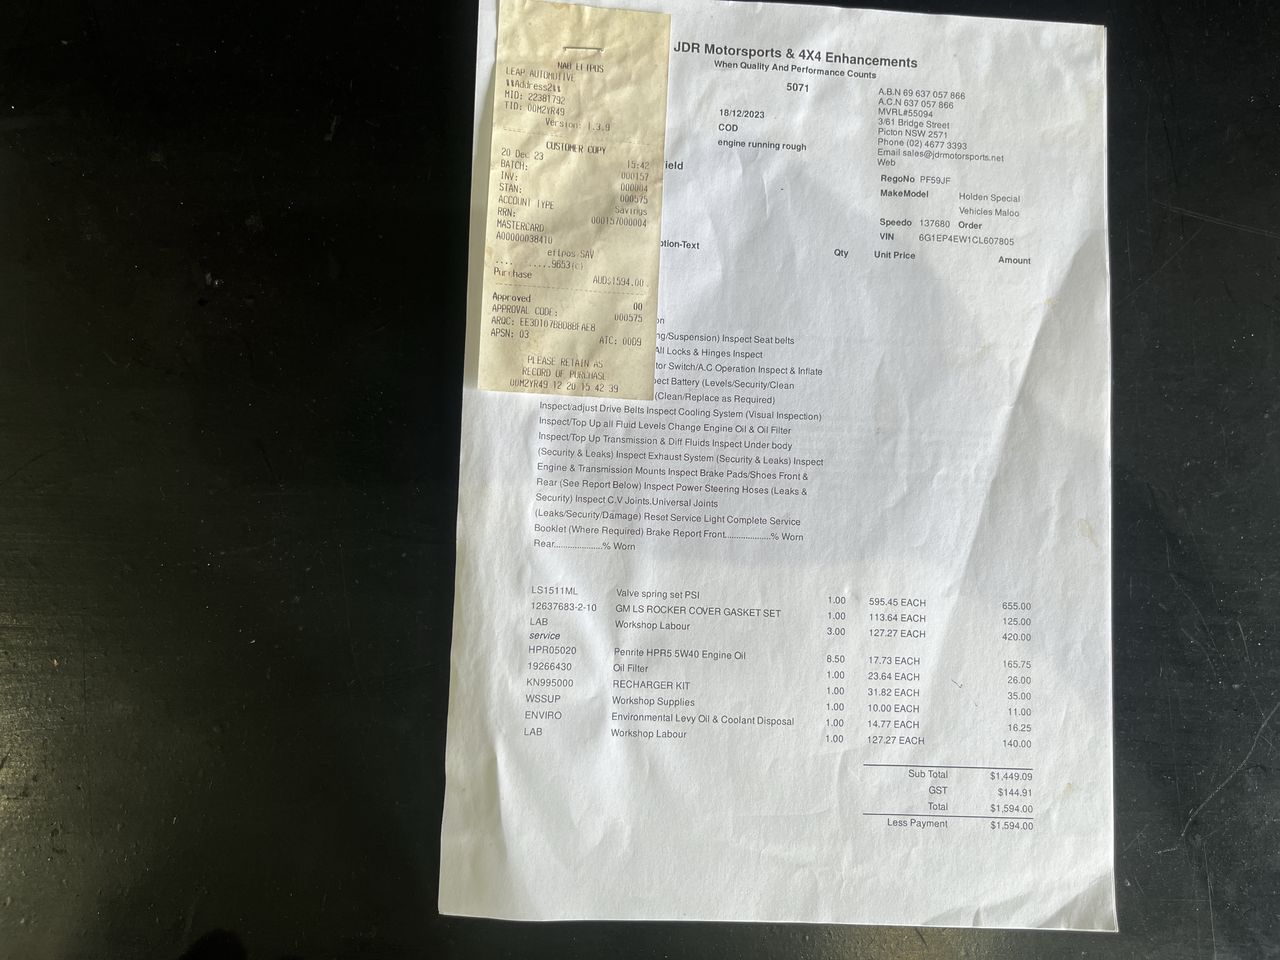 NAB EFTPOS
LEAP AUTOMOTIVE
%%Address2%%
MID: 22381792
TID: 00M2YR49
Version: 1.3.9
CUSTOMER COPY
20 Dec 23 15:42
BATCH: 000157
INV: 000004
STAN: 000575
ACCOUNT TYPE Savings
RRN: 000157000004
MASTERCARD
A00000038410
eftpos SAV
.... .....9653(c)
Purchase AUD$1594.00
Approved 00
APPROVAL CODE: 000575
ARQC: EE3D107B8D8BFAE8
APSN: 03 ATC: 00D9
PLEASE RETAIN AS
RECORD OF PURCHASE
00M2YR49 12 20 15 42 39
JDR Motorsports & 4X4 Enhancements
When Quality And Performance Counts
5071
18/12/2023
COD
engine running rough
ield
A.B.N 69 637 057 866
A.C.N 637 057 866
MVRL#55094
3/61 Bridge Street
Picton NSW 2571
Phone (02) 4677 3393
Email sales@jdrmotorsports.net
Web
RegoNo PF59JF
MakeModel Holden Special
Vehicles Maloo
Speedo 137680 Order
VIN 6G1EP4EW1CL607805
ption-Text Qty Unit Price Amount
on
ng/Suspension) Inspect Seat belts
All Locks & Hinges Inspect
tor Switch/A.C Operation Inspect & Inflate
pect Battery (Levels/Security/Clean
(Clean/Replace as Required)
Inspect/adjust Drive Belts Inspect Cooling System (Visual Inspection)
Inspect/Top Up all Fluid Levels Change Engine Oil & Oil Filter
Inspect/Top Up Transmission & Diff Fluids Inspect Under body
(Security & Leaks) Inspect Exhaust System (Security & Leaks) Inspect
Engine & Transmission Mounts Inspect Brake Pads/Shoes Front &
Rear (See Report Below) Inspect Power Steering Hoses (Leaks &
Security) Inspect C,V Joints.Universal Joints
(Leaks/Security/Damage) Reset Service Light Complete Service
Booklet (Where Required) Brake Report Front.....................% Worn
Rear......................% Worn
LS1511ML Valve spring set PSI 1.00 595.45 EACH 655.00
12637683-2-10 GM LS ROCKER COVER GASKET SET 1.00 113.64 EACH 125.00
LAB Workshop Labour 3.00 127.27 EACH 420.00
service
HPR05020 Penrite HPR5 5W40 Engine Oil 8.50 17.73 EACH 165.75
19266430 Oil Filter 1.00 23.64 EACH 26.00
KN995000 RECHARGER KIT 1.00 31.82 EACH 35.00
WSSUP Workshop Supplies 1.00 10.00 EACH 11.00
ENVIRO Environmental Levy Oil & Coolant Disposal 1.00 14.77 EACH 16.25
LAB Workshop Labour 1.00 127.27 EACH 140.00
Sub Total $1,449.09
GST $144.91
Total $1,594.00
Less Payment $1,594.00